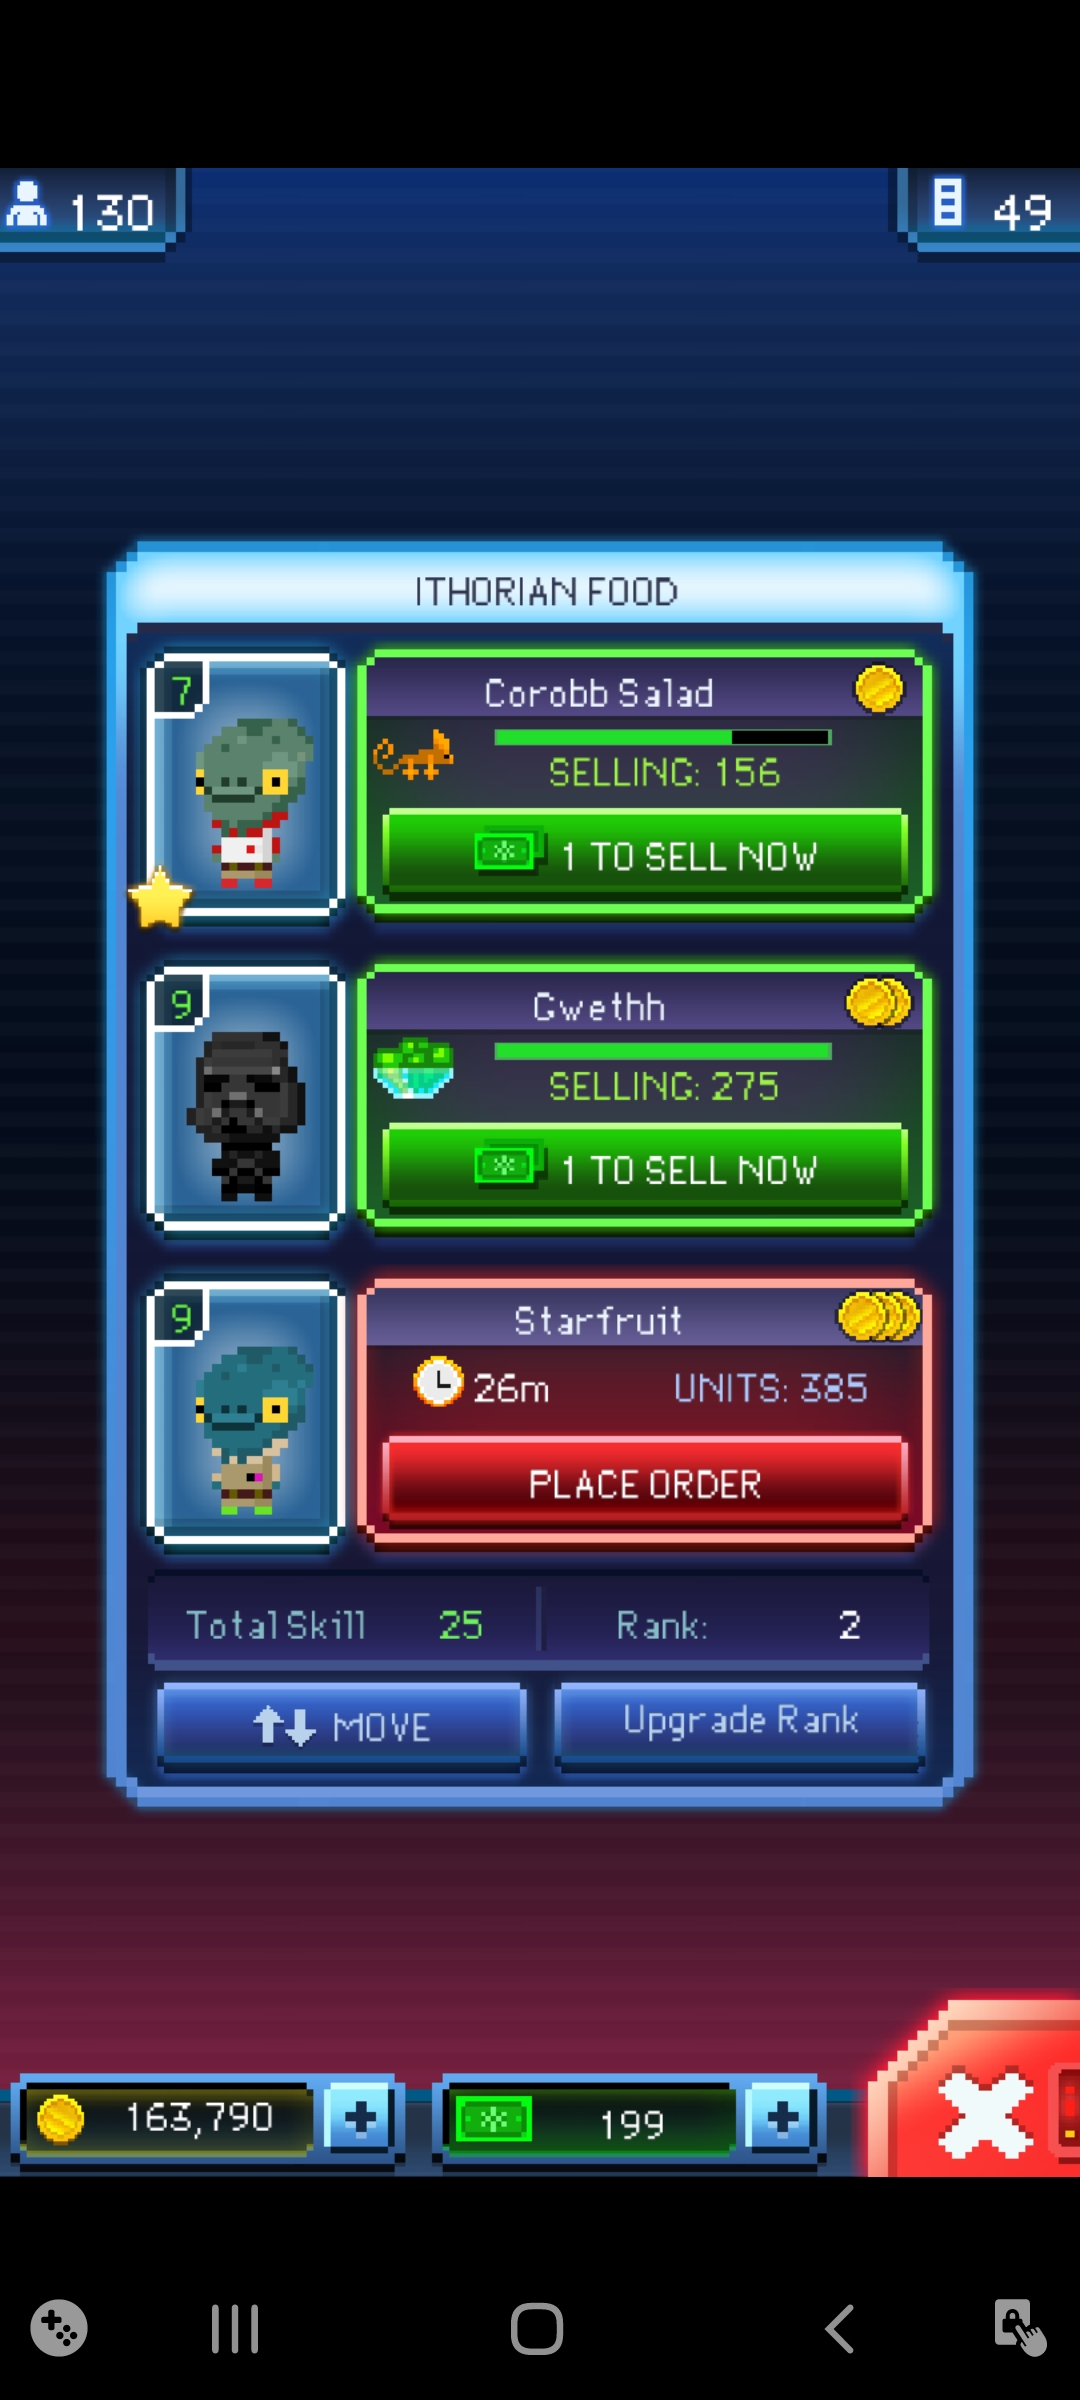 130
49
ITHORIAN FOOD
7
Corobb Salad
SELLING: 156
1 TO SELL NOW
9
Gwethh
SELLING: 275
1 TO SELL NOW
9
Starfruit
26m
UNITS: 385
PLACE ORDER
Total Skill 25
Rank: 2
MOVE
Upgrade Rank
163,790
199